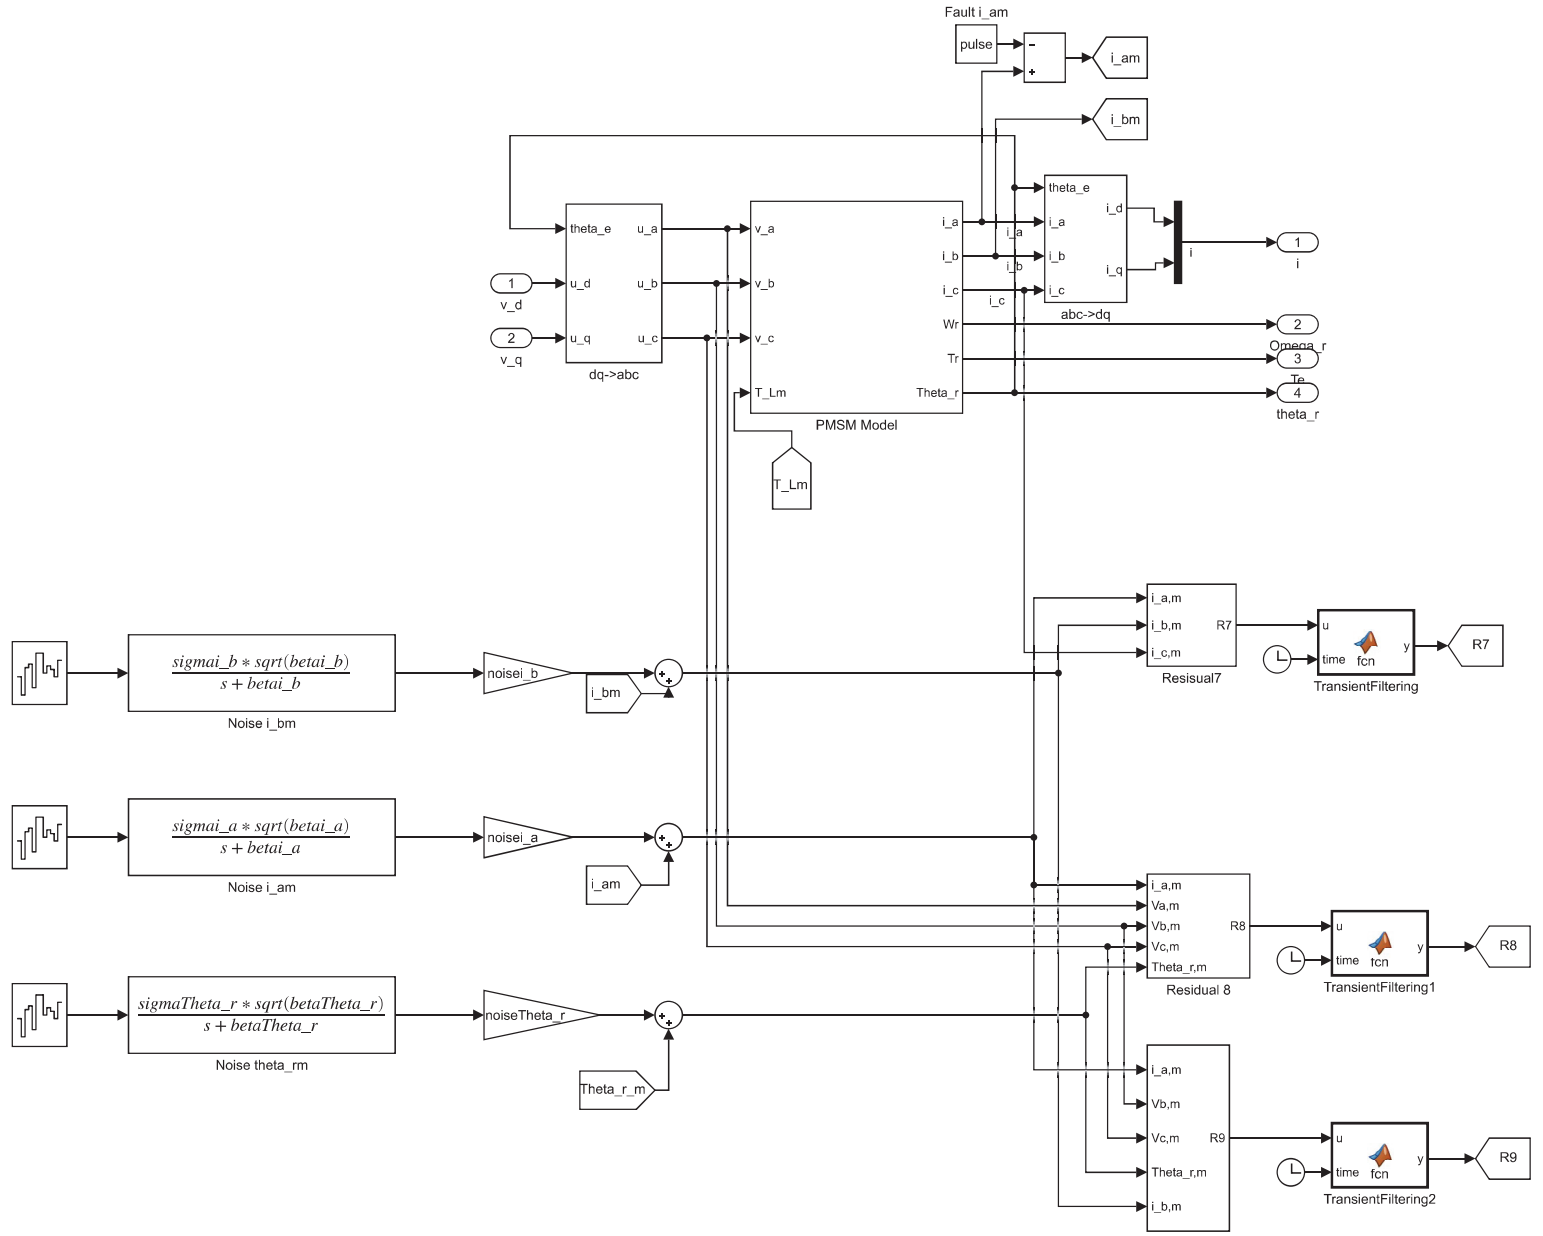 Fault i_am
pulse
−
+
i_am
i_bm
theta_e
u_d
u_q
u_a
u_b
u_c
dq->abc
1
v_d
2
v_q
v_a
v_b
v_c
T_Lm
i_a
i_b
i_c
Wr
Tr
Theta_r
PMSM Model
T_Lm
i_a
i_b
i_c
theta_e
i_a
i_b
i_c
i_d
i_q
abc->dq
i
1
i
2
Omega_r
3
Te
4
theta_r
sigmai_b * sqrt(betai_b)
s + betai_b
Noise i_bm
noisei_b
i_bm
+
+
i_a,m
i_b,m
i_c,m
R7
Resisual7
u
time
fcn
y
TransientFiltering
R7
sigmai_a * sqrt(betai_a)
s + betai_a
Noise i_am
noisei_a
i_am
+
+
i_a,m
Va,m
Vb,m
Vc,m
Theta_r,m
R8
Residual 8
u
time
fcn
y
TransientFiltering1
R8
sigmaTheta_r * sqrt(betaTheta_r)
s + betaTheta_r
Noise theta_rm
noiseTheta_r
Theta_r_m
+
+
i_a,m
Vb,m
Vc,m
Theta_r,m
i_b,m
R9
u
time
fcn
y
TransientFiltering2
R9